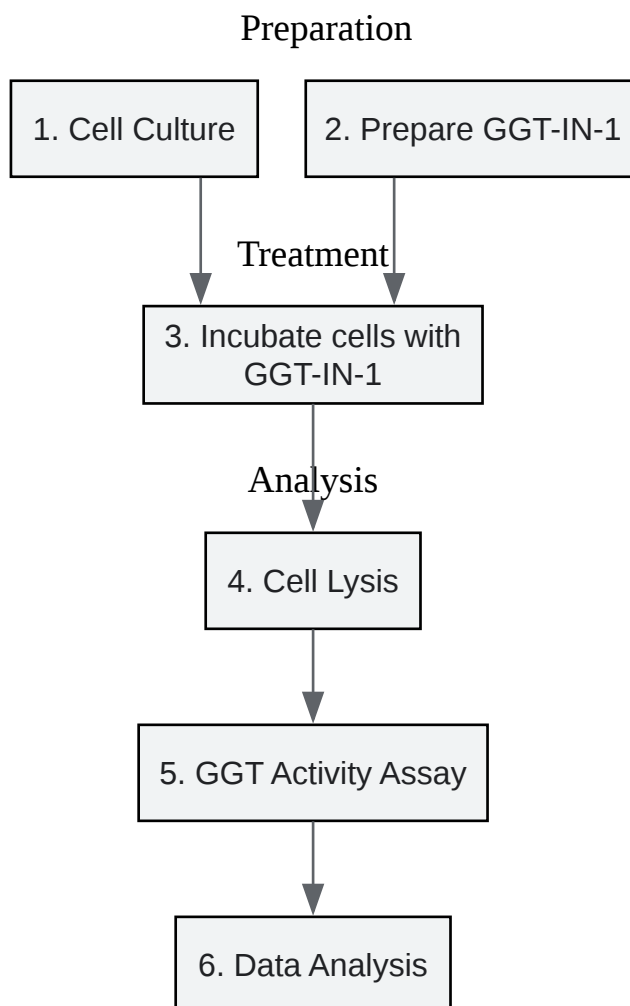 Preparation
1. Cell Culture
2. Prepare GGT-IN-1
Treatment
3. Incubate cells with
GGT-IN-1
Analysis
4. Cell Lysis
5. GGT Activity Assay
6. Data Analysis